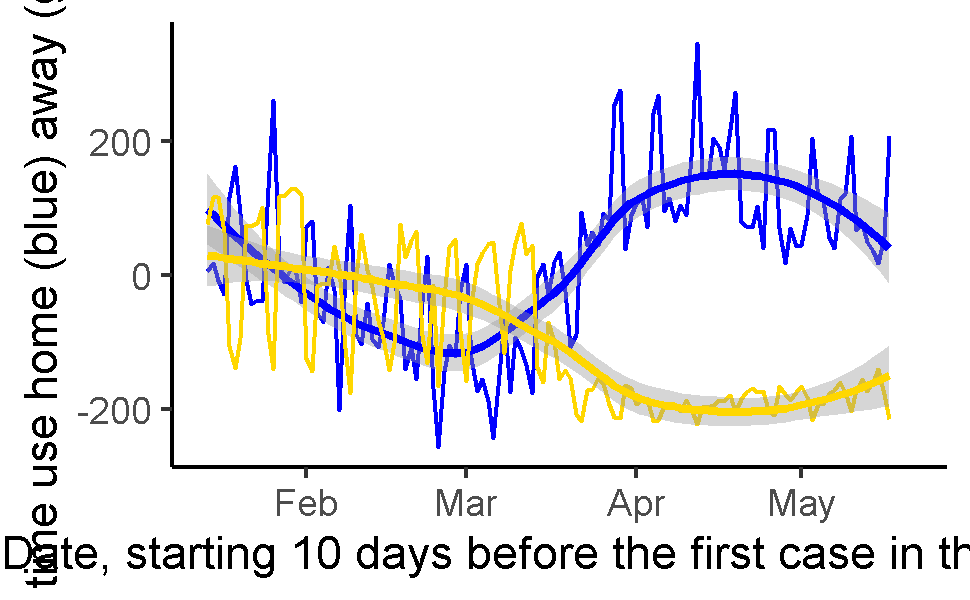 time use home (blue) away (
200
0
-200
Feb Mar Apr May
Date, starting 10 days before the first case in th